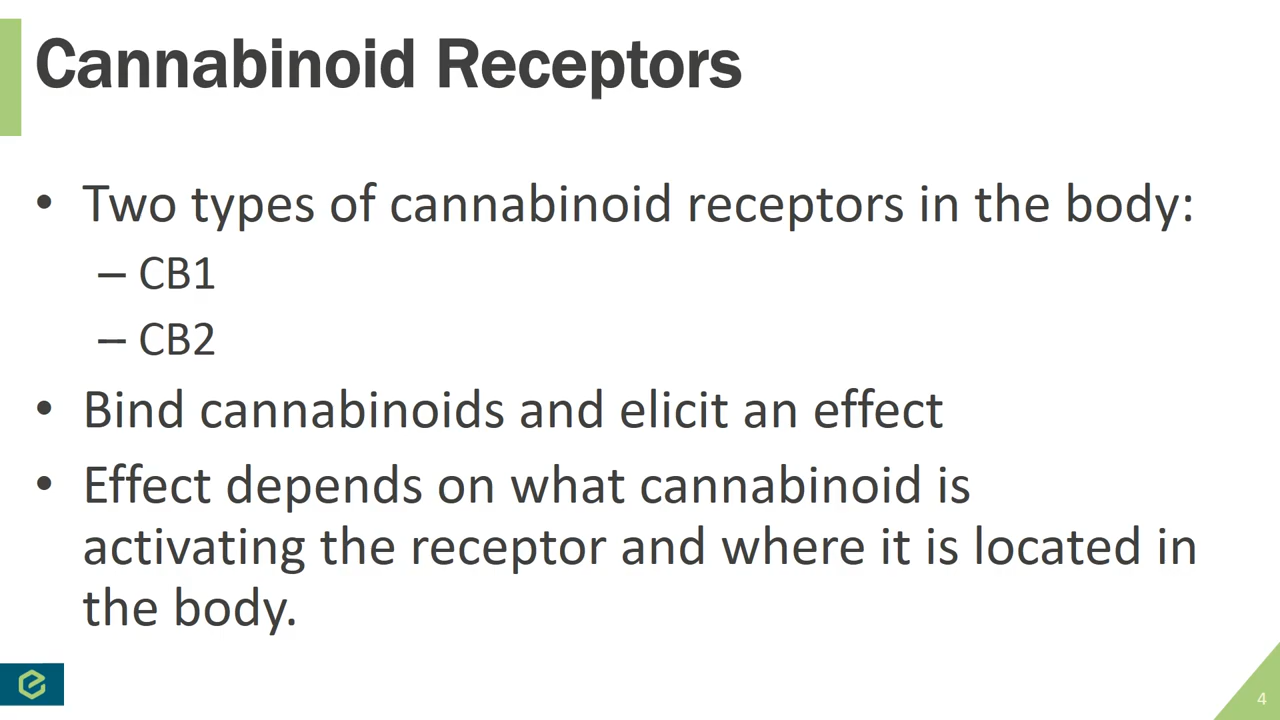 Cannabinoid Receptors
• Two types of cannabinoid receptors in the body:
– CB1
– CB2
• Bind cannabinoids and elicit an effect
• Effect depends on what cannabinoid is
activating the receptor and where it is located in
the body.
4